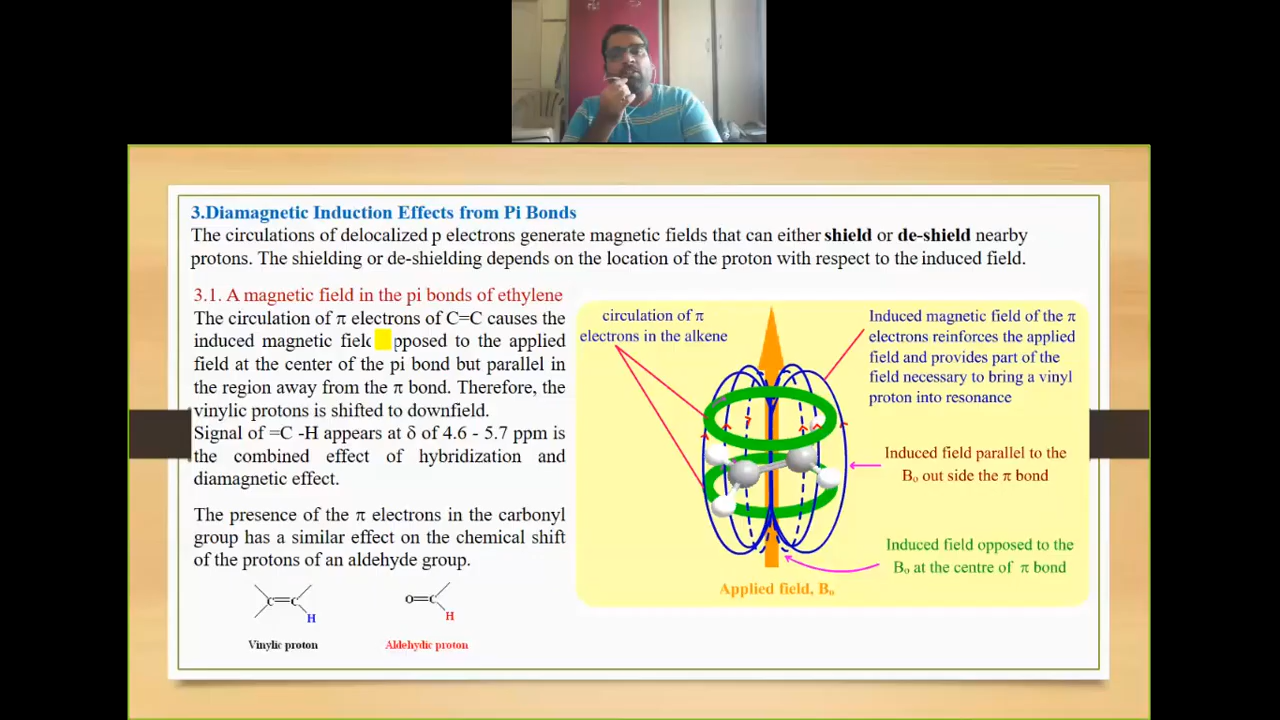 3.Diamagnetic Induction Effects from Pi Bonds
The circulations of delocalized p electrons generate magnetic fields that can either shield or de-shield nearby
protons. The shielding or de-shielding depends on the location of the proton with respect to the induced field.
3.1. A magnetic field in the pi bonds of ethylene
The circulation of π electrons of C=C causes the
induced magnetic field pposed to the applied
field at the center of the pi bond but parallel in
the region away from the π bond. Therefore, the
vinylic protons is shifted to downfield.
Signal of =C -H appears at δ of 4.6 - 5.7 ppm is
the combined effect of hybridization and
diamagnetic effect.
The presence of the π electrons in the carbonyl
group has a similar effect on the chemical shift
of the protons of an aldehyde group.
C=C
H
Vinylic proton
O=C
H
Aldehydic proton
circulation of π
electrons in the alkene
Induced magnetic field of the π
electrons reinforces the applied
field and provides part of the
field necessary to bring a vinyl
proton into resonance
Induced field parallel to the
B₀ out side the π bond
Induced field opposed to the
B₀ at the centre of π bond
Applied field, B₀